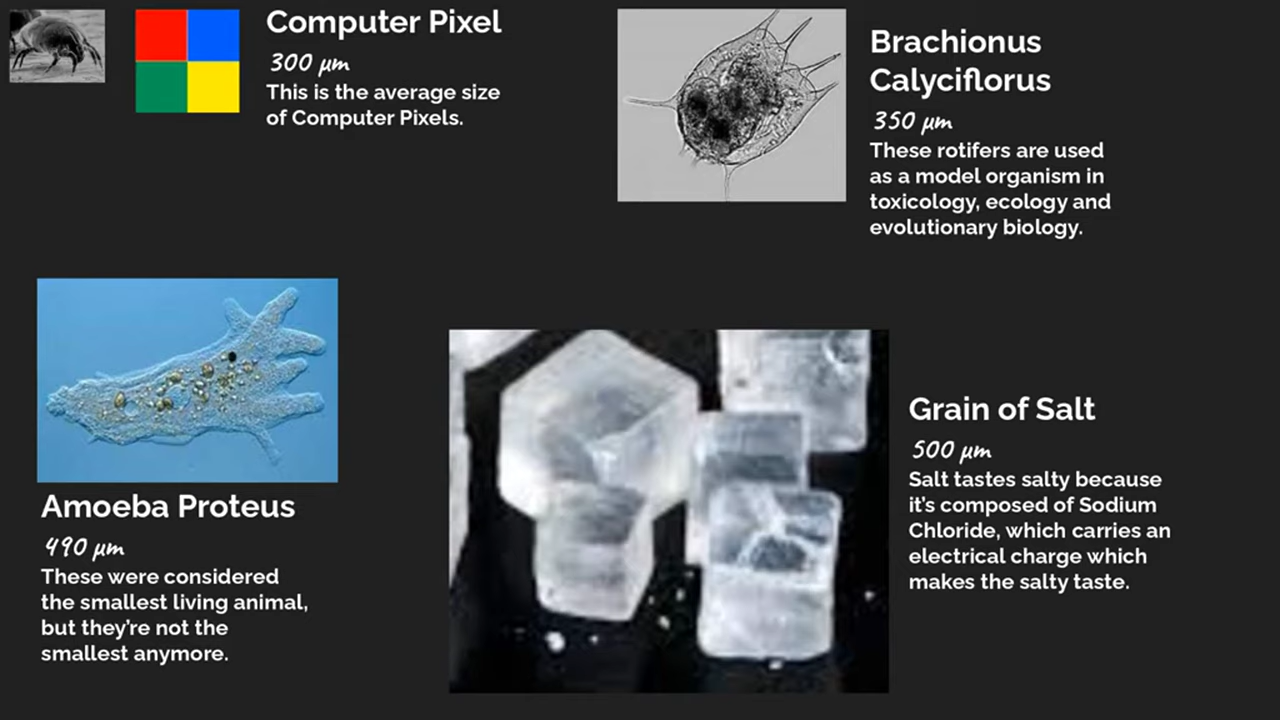 Computer Pixel
300 µm
This is the average size
of Computer Pixels.
Brachionus
Calyciflorus
350 µm
These rotifers are used
as a model organism in
toxicology, ecology and
evolutionary biology.
Amoeba Proteus
490 µm
These were considered
the smallest living animal,
but they're not the
smallest anymore.
Grain of Salt
500 µm
Salt tastes salty because
it's composed of Sodium
Chloride, which carries an
electrical charge which
makes the salty taste.